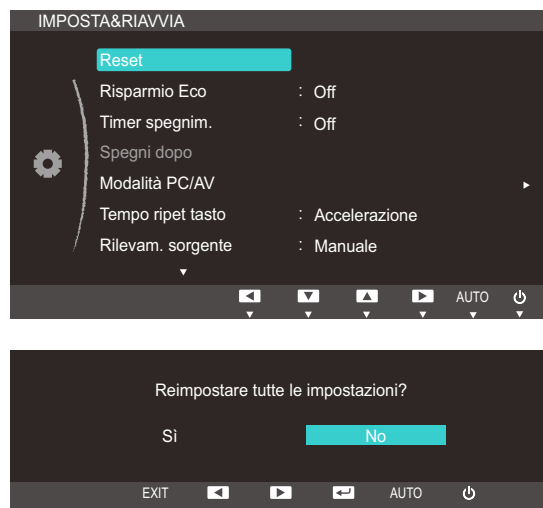 IMPOSTA&RIAVVIA
Reset
Risparmio Eco : Off
Timer spegnim. : Off
Spegni dopo
Modalità PC/AV
Tempo ripet tasto : Accelerazione
Rilevam. sorgente : Manuale
AUTO
Reimpostare tutte le impostazioni?
Sì No
EXIT AUTO